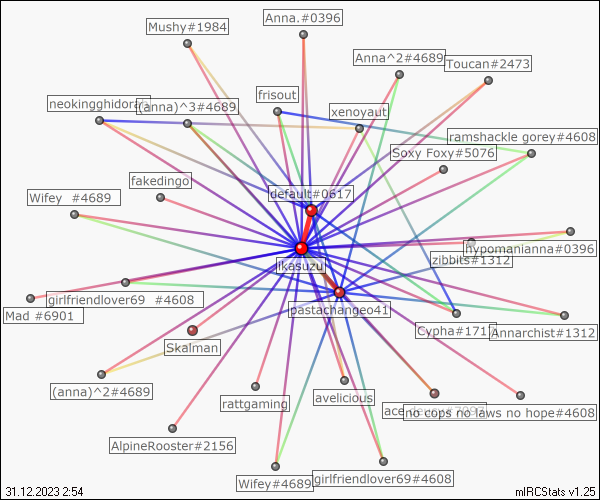 Anna.#0396
Mushy#1984
Anna^2#4689
Toucan#2473
frisout
neokingghidora
(anna)^3#4689
xenoyaut
ramshackle gorey#4608
Soxy Foxy#5076
fakedingo
default#0617
Wifey #4689
hypomanianna#0396
zibbits#1312
likasuzu
girlfriendlover69 #4608
pastachangeo41
Mad #6901
Cypha#1717
Annarchist#1312
Skalman
(anna)^2#4689
rattgaming
avelicious
ace
no cops no laws no hope#4608
AlpineRooster#2156
Wifey#4689
girlfriendlover69#4608
31.12.2023 2:54
mIRCStats v1.25